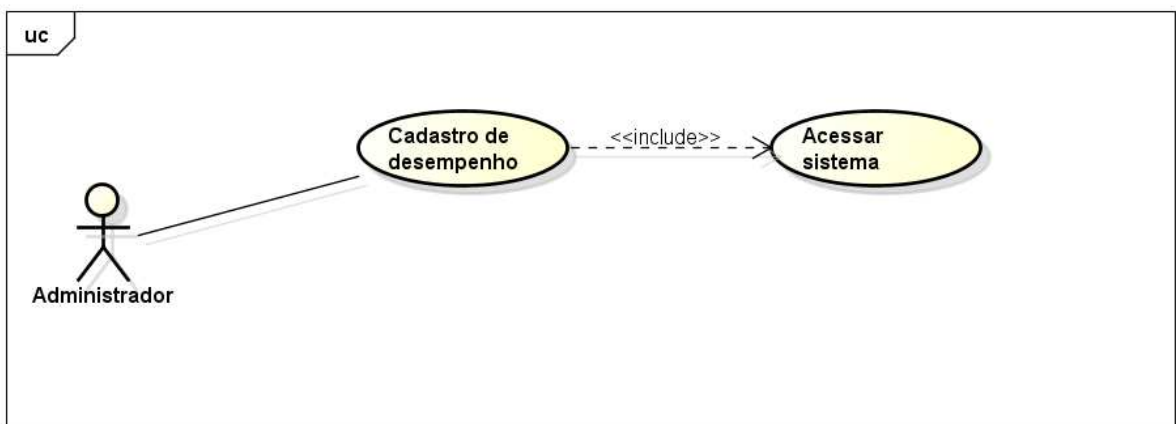 uc
Cadastro de
desempenho
<<include>>
Acessar
sistema
Administrador